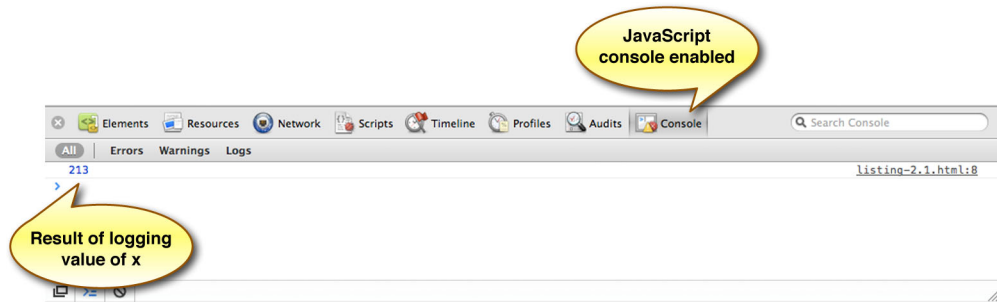 JavaScript
console enabled
Elements Resources Network Scripts Timeline Profiles Audits Console Search Console
All Errors Warnings Logs
213 listing-2.1.html:8
Result of logging
value of x